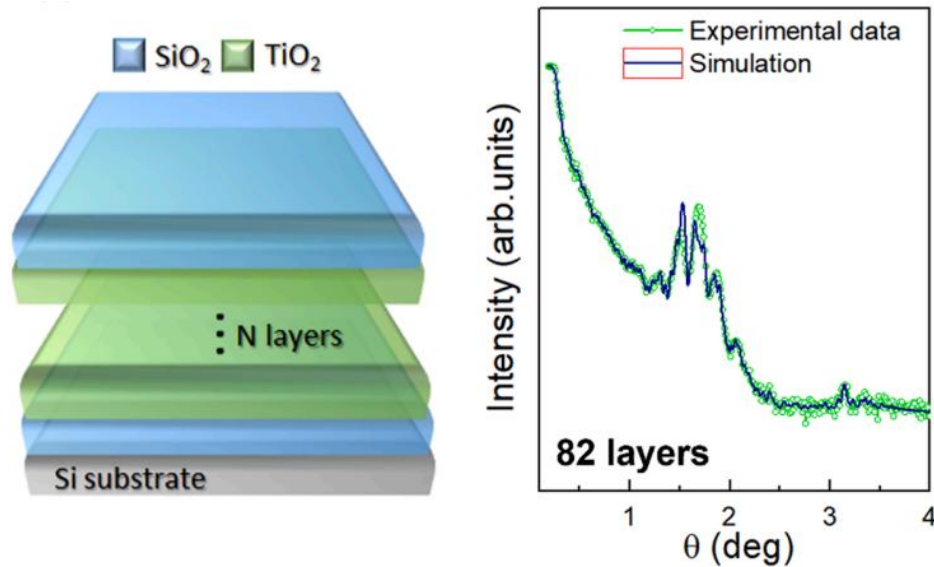 SiO₂ TiO₂
N layers
Si substrate
Experimental data
Simulation
Intensity (arb.units)
82 layers
1 2 3 4
θ (deg)